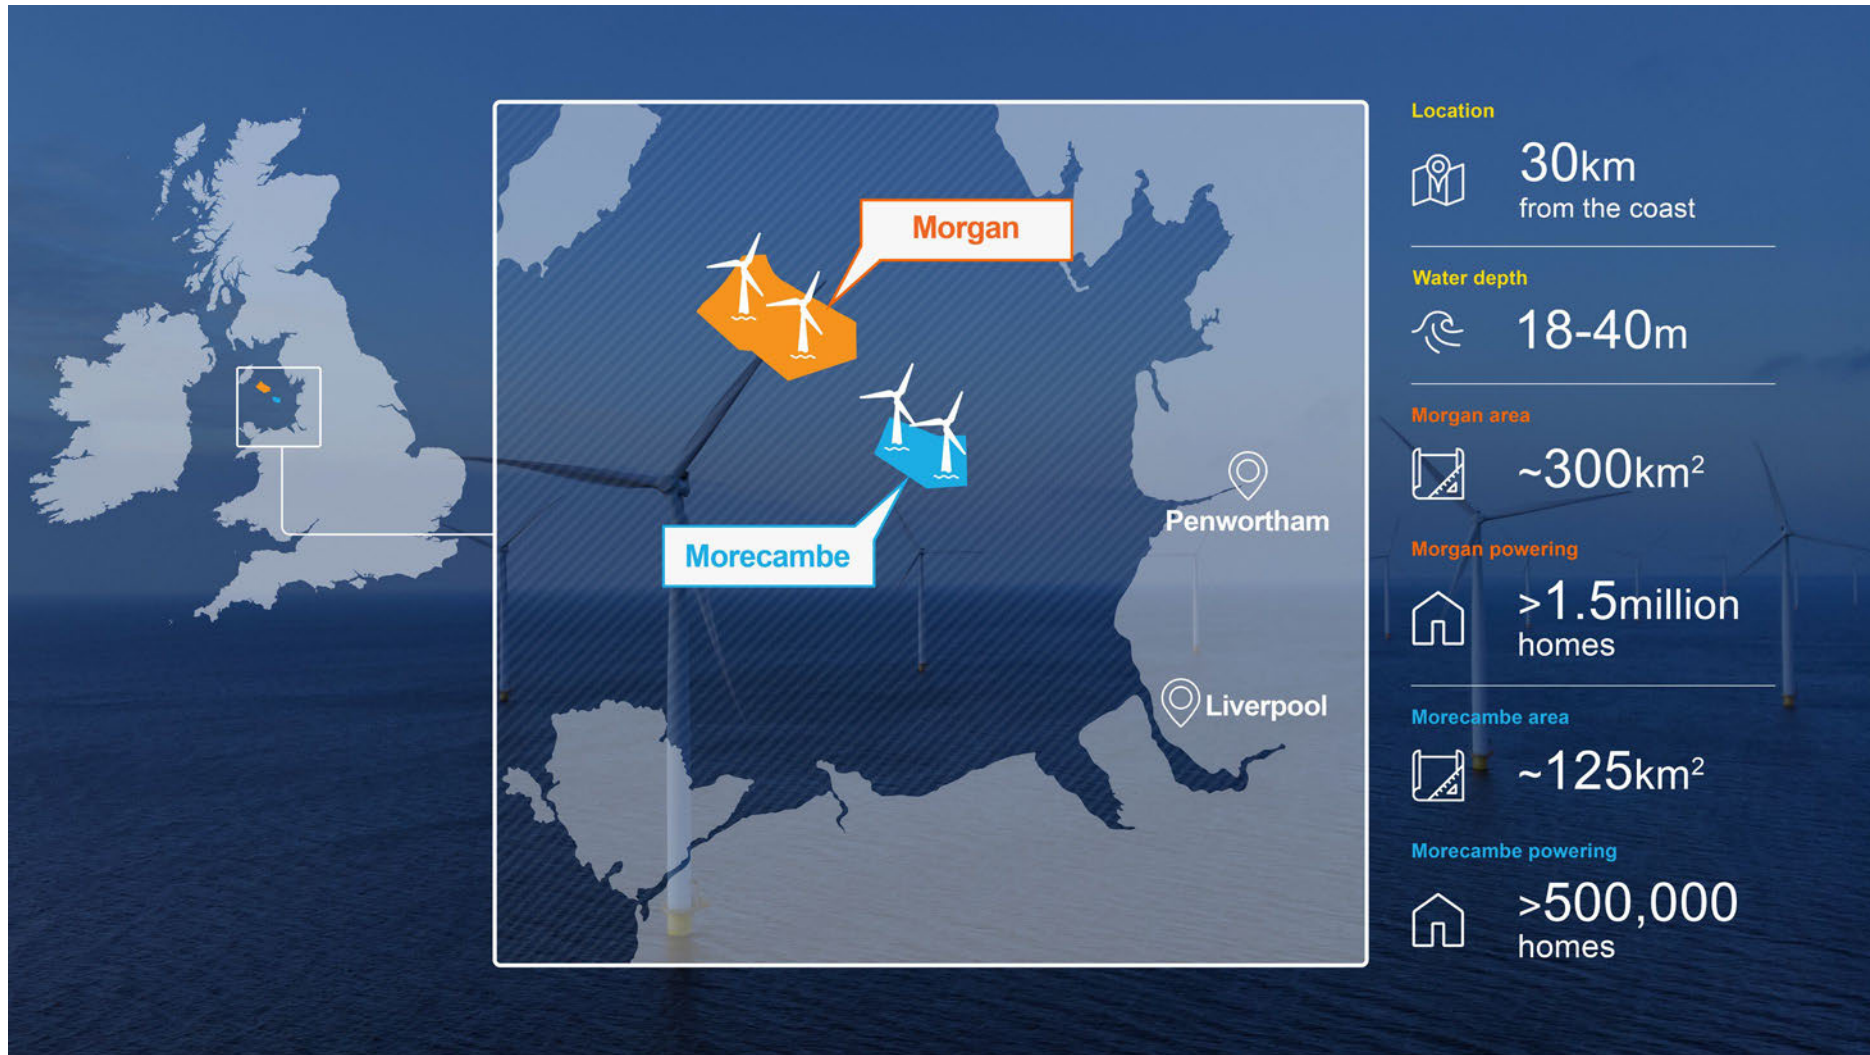 Morgan
Morecambe
Penwortham
Liverpool
Location
30km
from the coast
Water depth
18-40m
Morgan area
~300km²
Morgan powering
>1.5million
homes
Morecambe area
~125km²
Morecambe powering
>500,000
homes